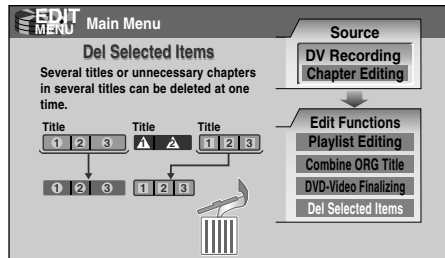 EDIT
MENU
Main Menu
Del Selected Items
Several titles or unnecessary chapters
in several titles can be deleted at one
time.
Title Title Title
1 2 3 1 2 1 2 3
1 2 3 1 2 3
Source
DV Recording
Chapter Editing
Edit Functions
Playlist Editing
Combine ORG Title
DVD-Video Finalizing
Del Selected Items